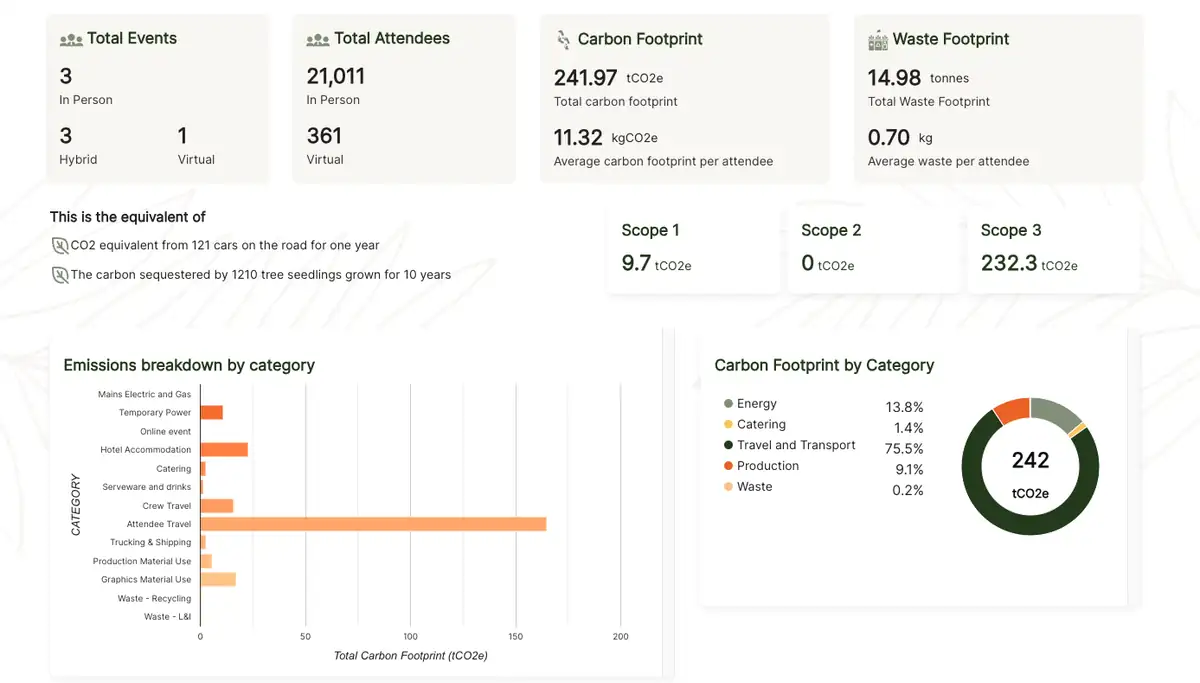 Total Events
3
In Person
3
Hybrid
1
Virtual
Total Attendees
21,011
In Person
361
Virtual
Carbon Footprint
241.97 tCO2e
Total carbon footprint
11.32 kgCO2e
Average carbon footprint per attendee
Waste Footprint
14.98 tonnes
Total Waste Footprint
0.70 kg
Average waste per attendee
This is the equivalent of
CO2 equivalent from 121 cars on the road for one year
The carbon sequestered by 1210 tree seedlings grown for 10 years
Scope 1
9.7 tCO2e
Scope 2
0 tCO2e
Scope 3
232.3 tCO2e
Emissions breakdown by category
CATEGORY
Mains Electric and Gas
Temporary Power
Online event
Hotel Accommodation
Catering
Serveware and drinks
Crew Travel
Attendee Travel
Trucking & Shipping
Production Material Use
Graphics Material Use
Waste - Recycling
Waste - L&I
0 50 100 150 200
Total Carbon Footprint (tCO2e)
Carbon Footprint by Category
Energy 13.8%
Catering 1.4%
Travel and Transport 75.5%
Production 9.1%
Waste 0.2%
242
tCO2e